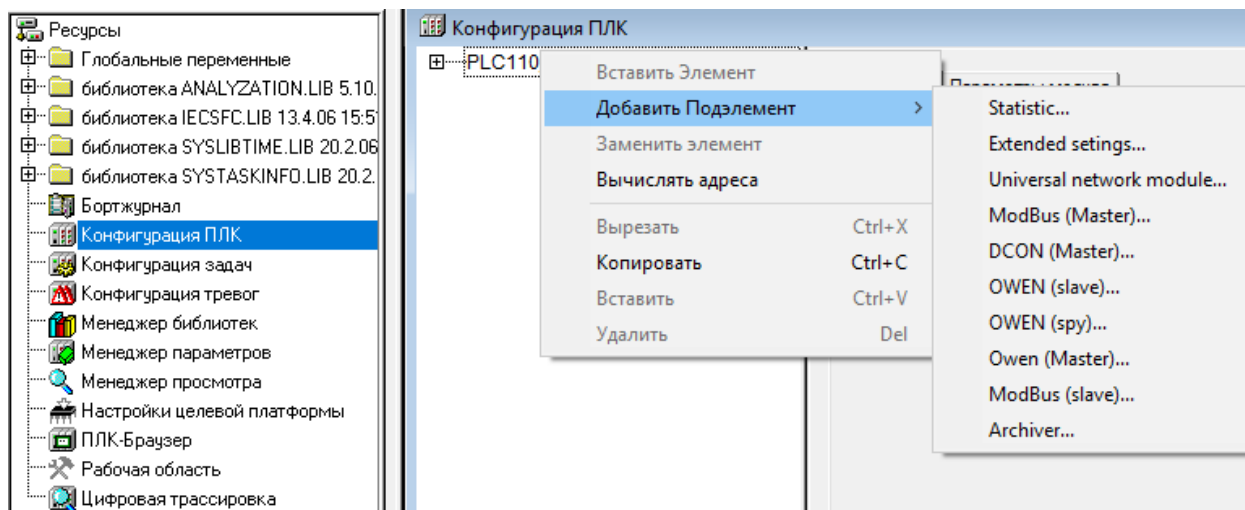 Ресурсы
Глобальные переменные
библиотека ANALYZATION.LIB 5.10.
библиотека IECSFC.LIB 13.4.06 15:5
библиотека SYSLIBTIME.LIB 20.2.06
библиотека SYSTASKINFO.LIB 20.2.
Бортжурнал
Конфигурация ПЛК
Конфигурация задач
Конфигурация тревог
Менеджер библиотек
Менеджер параметров
Менеджер просмотра
Настройки целевой платформы
ПЛК-Браузер
Рабочая область
Цифровая трассировка
Конфигурация ПЛК
PLC110
Вставить Элемент
Добавить Подэлемент
Заменить элемент
Вычислять адреса
Вырезать Ctrl+X
Копировать Ctrl+C
Вставить Ctrl+V
Удалить Del
Statistic...
Extended setings...
Universal network module...
ModBus (Master)...
DCON (Master)...
OWEN (slave)...
OWEN (spy)...
Owen (Master)...
ModBus (slave)...
Archiver...